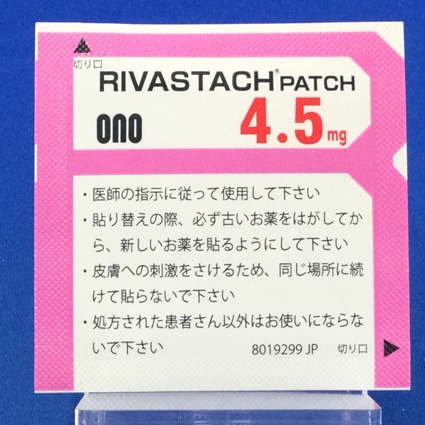 切り口
RIVASTACH® PATCH
ono 4.5mg
・医師の指示に従って使用して下さい
・貼り替えの際、必ず古いお薬をはがしてか
ら、新しいお薬を貼るようにして下さい
・皮膚への刺激をさけるため、同じ場所に続
けて貼らないで下さい
・処方された患者さん以外はお使いにならな
いで下さい
8019299 JP 切り口